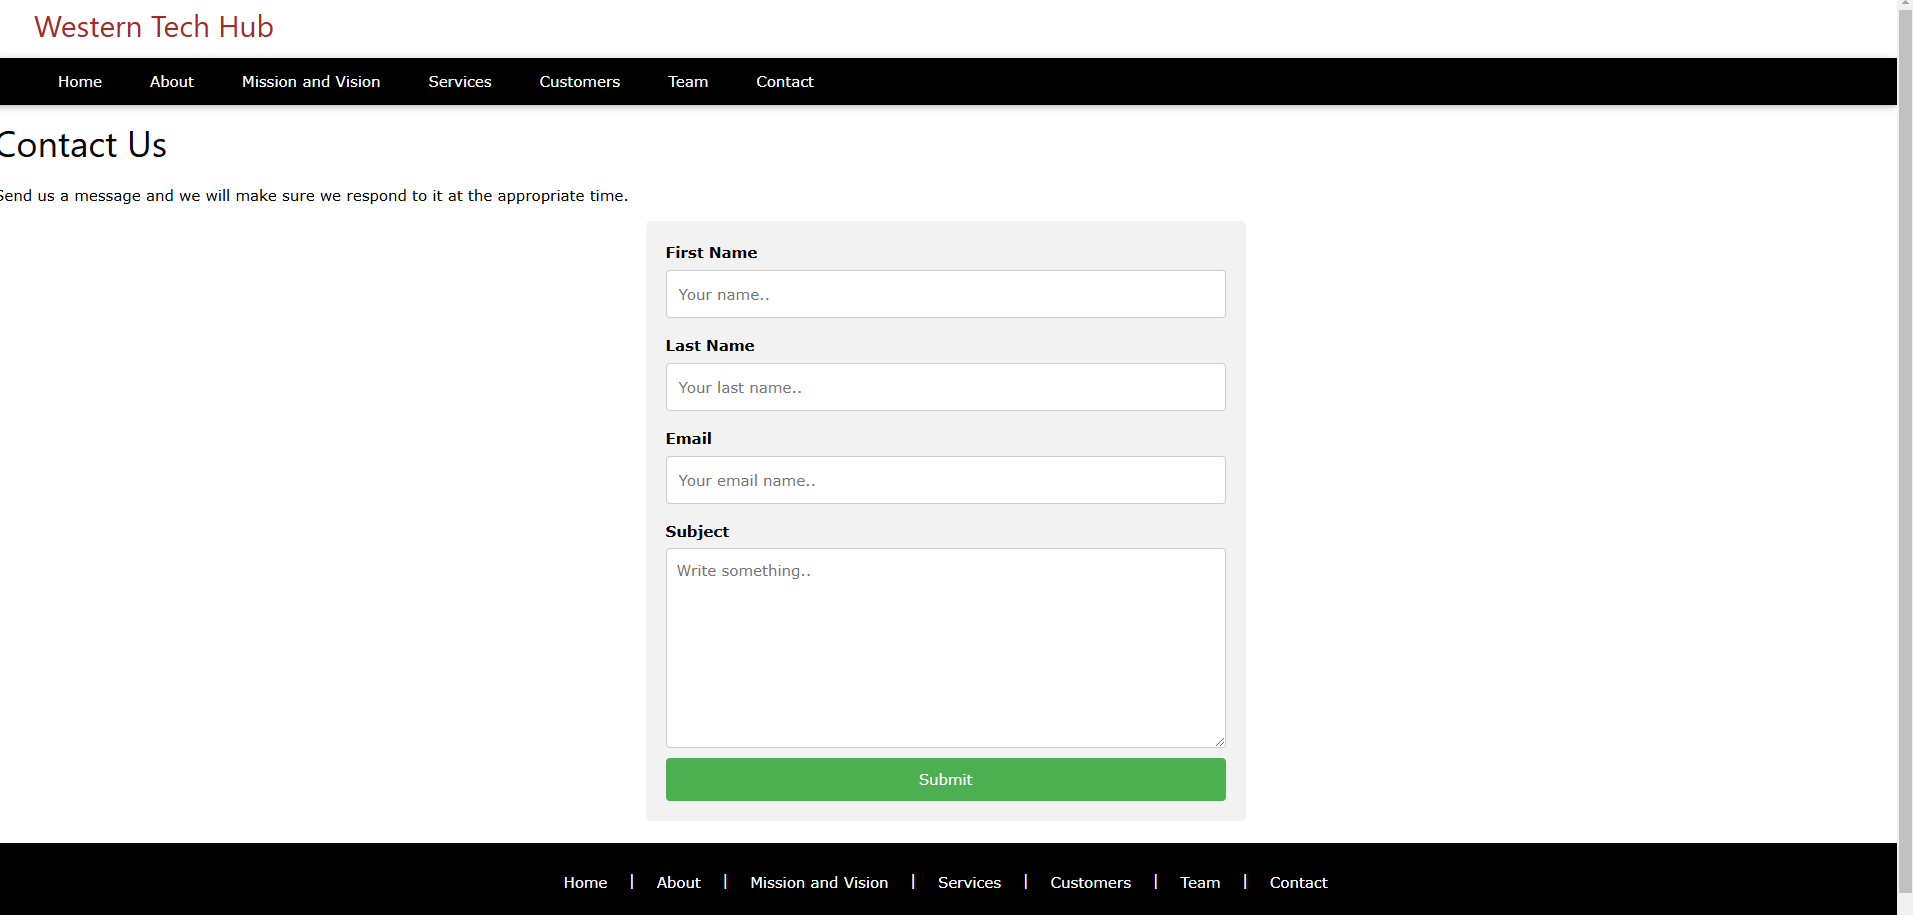 Western Tech Hub
Home About Mission and Vision Services Customers Team Contact
Contact Us
Send us a message and we will make sure we respond to it at the appropriate time.
First Name
Your name..
Last Name
Your last name..
Email
Your email name..
Subject
Write something..
Submit
Home | About | Mission and Vision | Services | Customers | Team | Contact